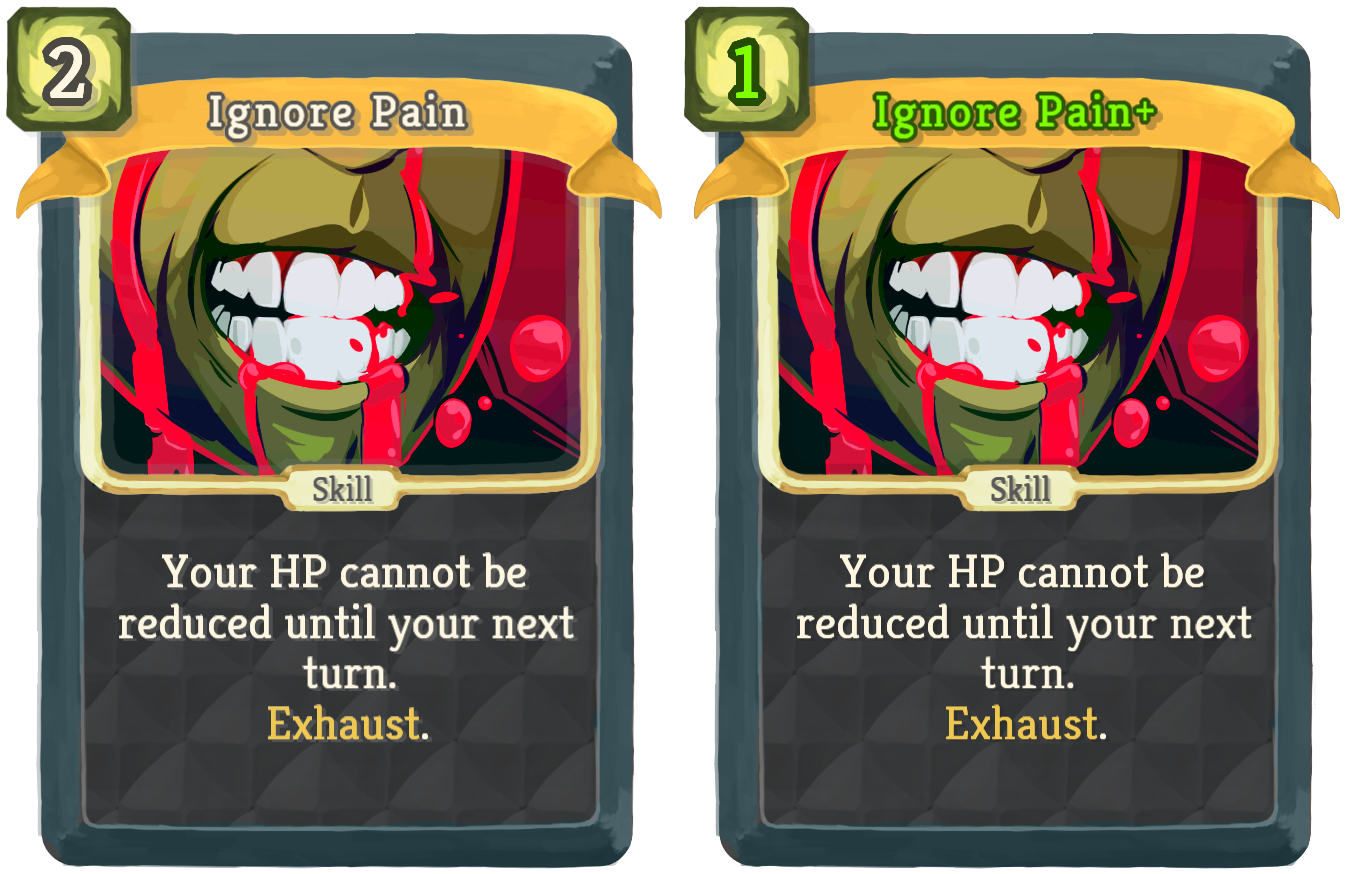 2
Ignore Pain
Skill
Your HP cannot be
reduced until your next
turn.
Exhaust.
1
Ignore Pain+
Skill
Your HP cannot be
reduced until your next
turn.
Exhaust.